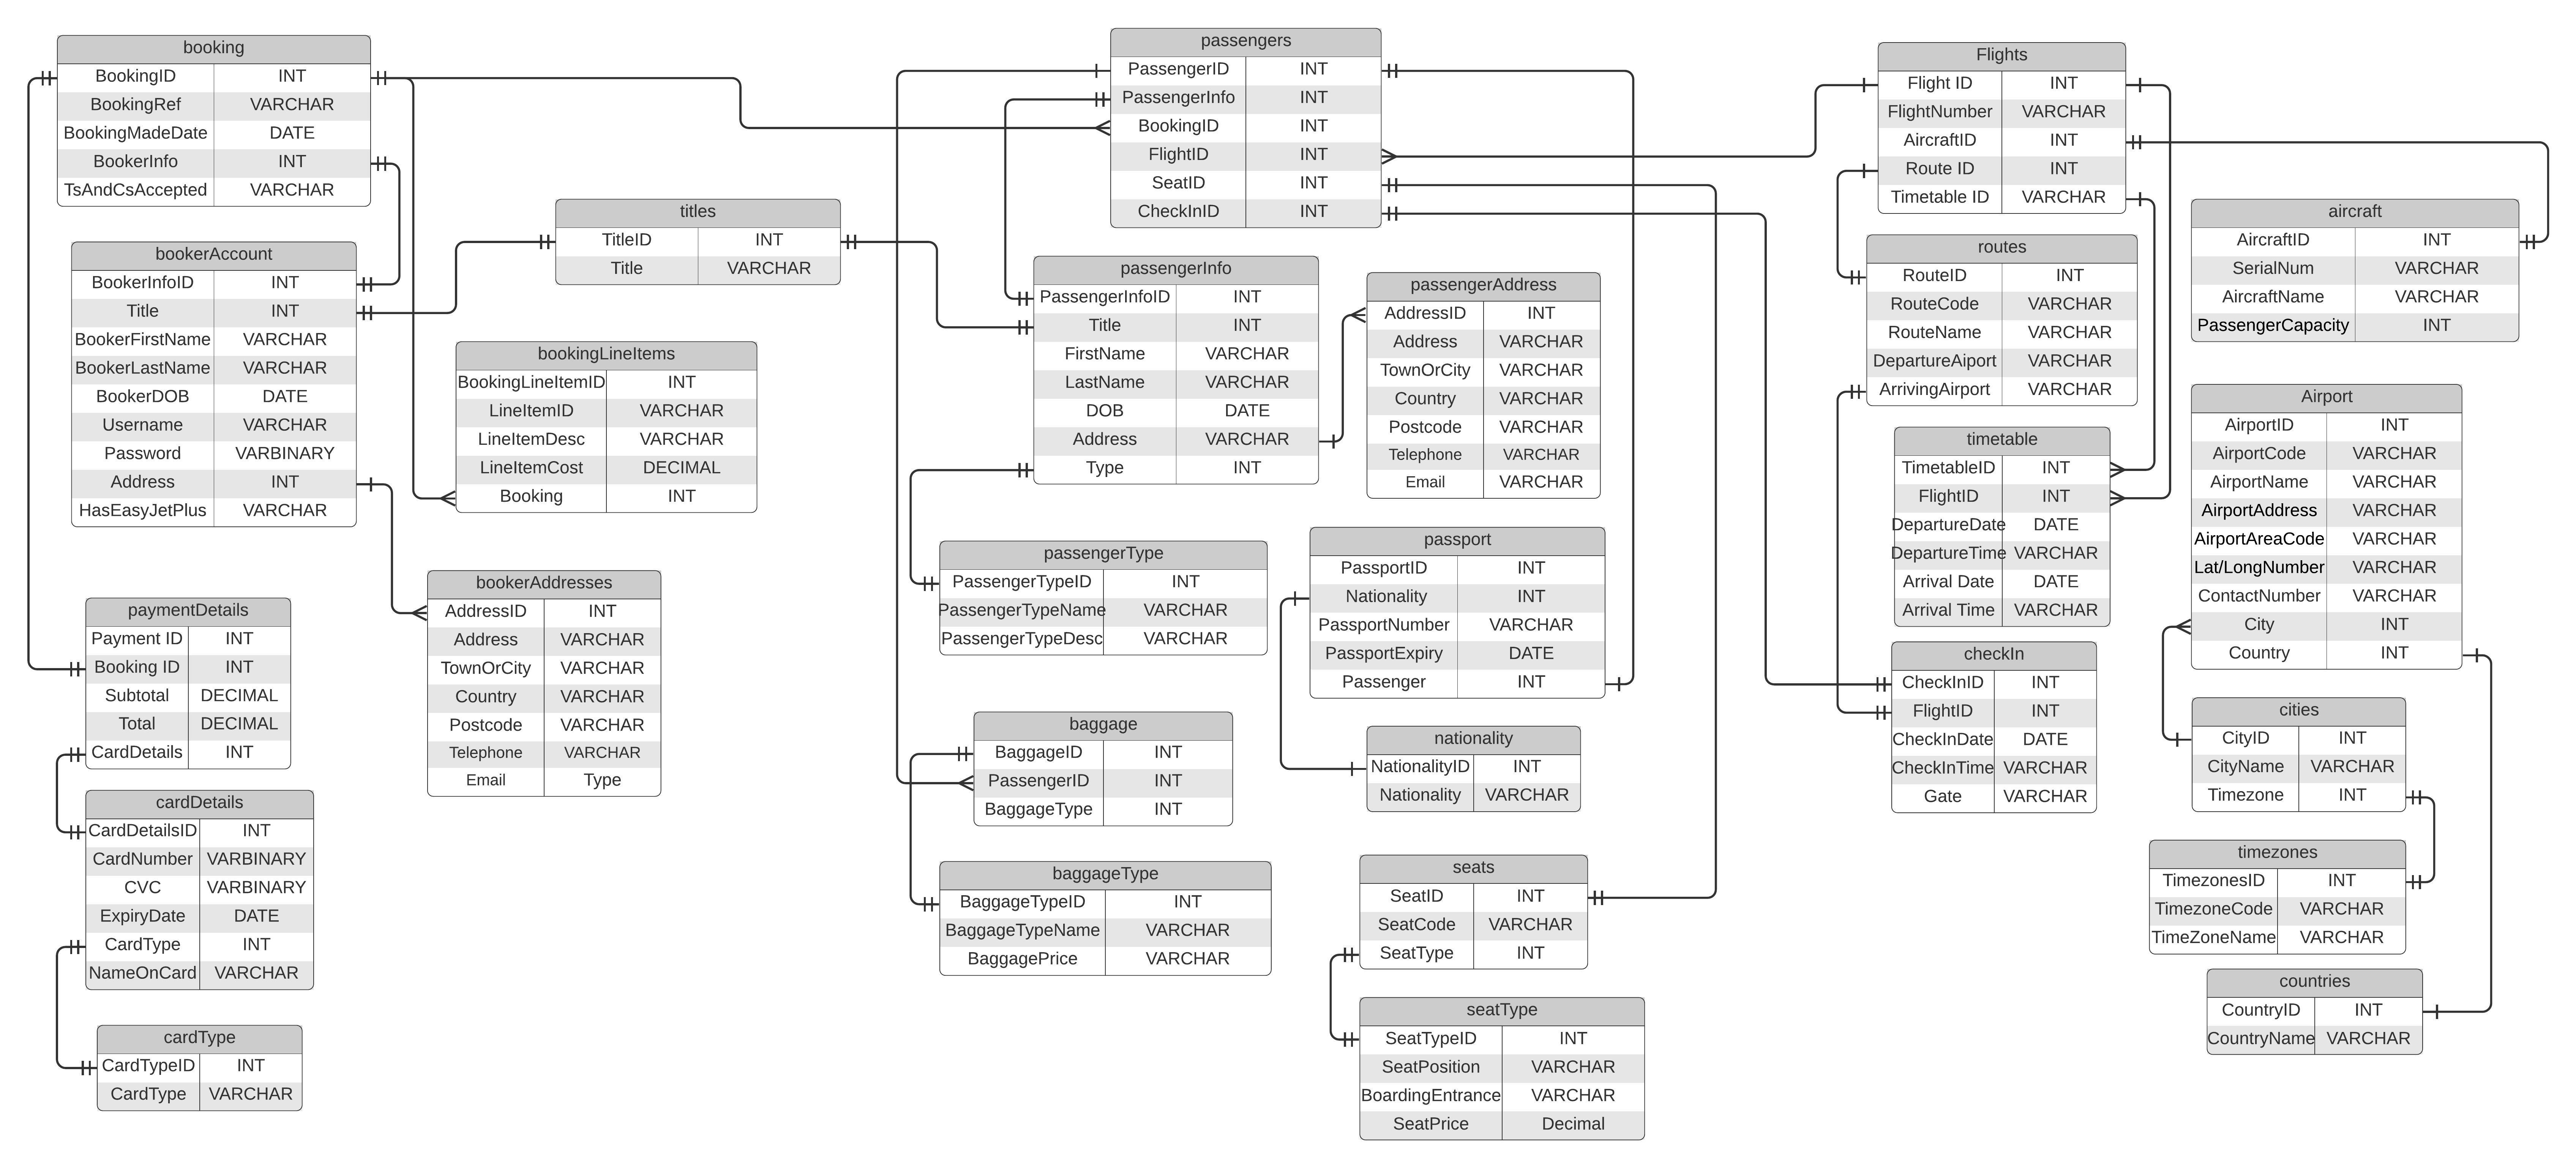 booking
BookingID INT
BookingRef VARCHAR
BookingMadeDate DATE
BookerInfo INT
TsAndCsAccepted VARCHAR
bookerAccount
BookerInfoID INT
Title INT
BookerFirstName VARCHAR
BookerLastName VARCHAR
BookerDOB DATE
Username VARCHAR
Password VARBINARY
Address INT
HasEasyJetPlus VARCHAR
paymentDetails
Payment ID INT
Booking ID INT
Subtotal DECIMAL
Total DECIMAL
CardDetails INT
cardDetails
CardDetailsID INT
CardNumber VARBINARY
CVC VARBINARY
ExpiryDate DATE
CardType INT
NameOnCard VARCHAR
cardType
CardTypeID INT
CardType VARCHAR
titles
TitleID INT
Title VARCHAR
bookingLineItems
BookingLineItemID INT
LineItemID VARCHAR
LineItemDesc VARCHAR
LineItemCost DECIMAL
Booking INT
bookerAddresses
AddressID INT
Address VARCHAR
TownOrCity VARCHAR
Country VARCHAR
Postcode VARCHAR
Telephone VARCHAR
Email Type
passengers
PassengerID INT
PassengerInfo INT
BookingID INT
FlightID INT
SeatID INT
CheckInID INT
passengerInfo
PassengerInfoID INT
Title INT
FirstName VARCHAR
LastName VARCHAR
DOB DATE
Address VARCHAR
Type INT
passengerAddress
AddressID INT
Address VARCHAR
TownOrCity VARCHAR
Country VARCHAR
Postcode VARCHAR
Telephone VARCHAR
Email VARCHAR
passengerType
PassengerTypeID INT
PassengerTypeName VARCHAR
PassengerTypeDesc VARCHAR
passport
PassportID INT
Nationality INT
PassportNumber VARCHAR
PassportExpiry DATE
Passenger INT
baggage
BaggageID INT
PassengerID INT
BaggageType INT
nationality
NationalityID INT
Nationality VARCHAR
baggageType
BaggageTypeID INT
BaggageTypeName VARCHAR
BaggagePrice VARCHAR
seats
SeatID INT
SeatCode VARCHAR
SeatType INT
seatType
SeatTypeID INT
SeatPosition VARCHAR
BoardingEntrance VARCHAR
SeatPrice Decimal
Flights
Flight ID INT
FlightNumber VARCHAR
AircraftID INT
Route ID INT
Timetable ID VARCHAR
routes
RouteID INT
RouteCode VARCHAR
RouteName VARCHAR
DepartureAiport VARCHAR
ArrivingAirport VARCHAR
timetable
TimetableID INT
FlightID INT
DepartureDate DATE
DepartureTime VARCHAR
Arrival Date DATE
Arrival Time VARCHAR
checkIn
CheckInID INT
FlightID INT
CheckInDate DATE
CheckInTime VARCHAR
Gate VARCHAR
aircraft
AircraftID INT
SerialNum VARCHAR
AircraftName VARCHAR
PassengerCapacity INT
Airport
AirportID INT
AirportCode VARCHAR
AirportName VARCHAR
AirportAddress VARCHAR
AirportAreaCode VARCHAR
Lat/LongNumber VARCHAR
ContactNumber VARCHAR
City INT
Country INT
cities
CityID INT
CityName VARCHAR
Timezone INT
timezones
TimezonesID INT
TimezoneCode VARCHAR
TimeZoneName VARCHAR
countries
CountryID INT
CountryName VARCHAR